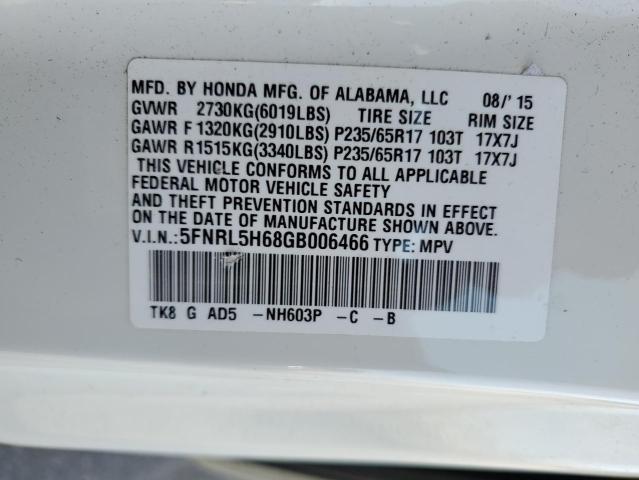 MFD. BY HONDA MFG. OF ALABAMA, LLC 08/'15
GVWR 2730KG(6019LBS) TIRE SIZE RIM SIZE
GAWR F 1320KG(2910LBS) P235/65R17 103T 17X7J
GAWR R1515KG(3340LBS) P235/65R17 103T 17X7J
THIS VEHICLE CONFORMS TO ALL APPLICABLE
FEDERAL MOTOR VEHICLE SAFETY
AND THEFT PREVENTION STANDARDS IN EFFECT
ON THE DATE OF MANUFACTURE SHOWN ABOVE.
V.I.N.:5FNRL5H68GB006466 TYPE: MPV
TK8 G AD5 -NH603P -C -B